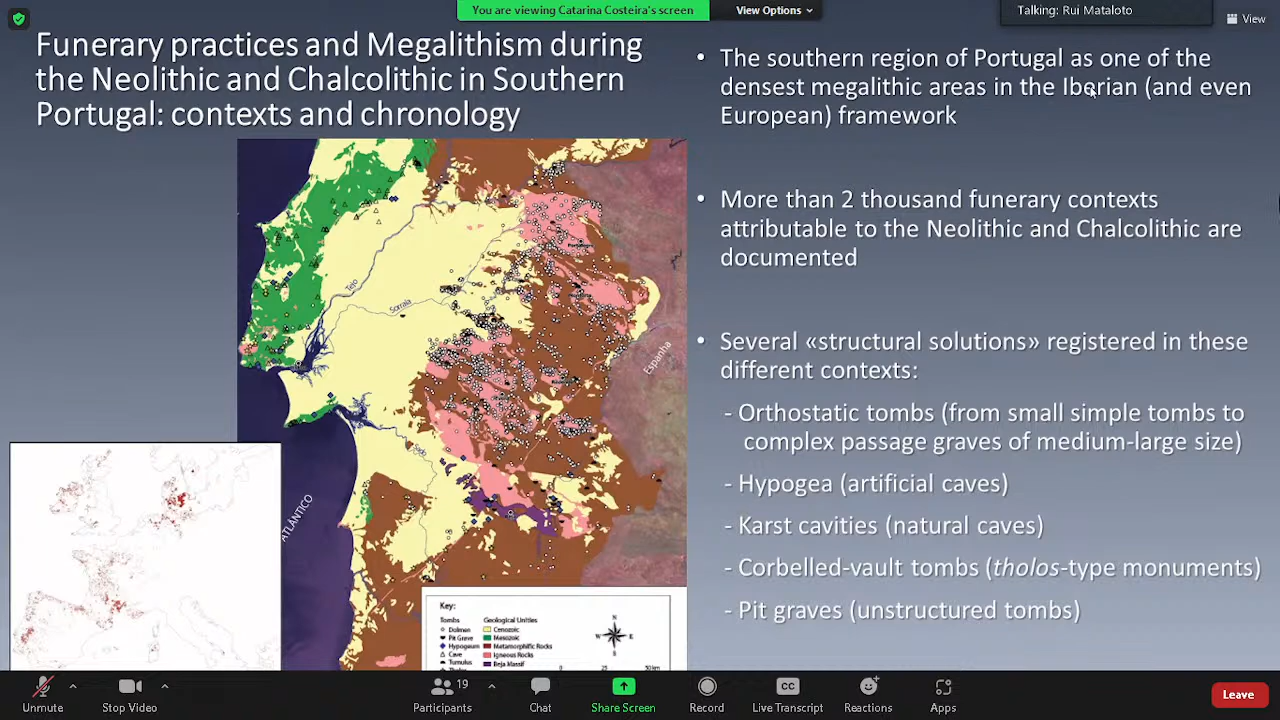 You are viewing Catarina Costeira's screen
View Options
Talking: Rui Mataloto
View
Funerary practices and Megalithism during
the Neolithic and Chalcolithic in Southern
Portugal: contexts and chronology
• The southern region of Portugal as one of the
densest megalithic areas in the Iberian (and even
European) framework
• More than 2 thousand funerary contexts
attributable to the Neolithic and Chalcolithic are
documented
• Several «structural solutions» registered in these
different contexts:
- Orthostatic tombs (from small simple tombs to
complex passage graves of medium-large size)
- Hypogea (artificial caves)
- Karst cavities (natural caves)
- Corbelled-vault tombs (tholos-type monuments)
- Pit graves (unstructured tombs)
Tejo
Sorraia
Espanha
ATLÂNTICO
Key:
Tombs
Dolmen
Pit Grave
Hypogeum
Cave
Tumulus
Geological Unities
Cenozoic
Mesozoic
Metamorphific Rocks
Igneous Rocks
Beja Massif
N
W
E
S
0
25
50 km
Unmute
Stop Video
19
Participants
Chat
Share Screen
Record
CC
Live Transcript
Reactions
Apps
Leave